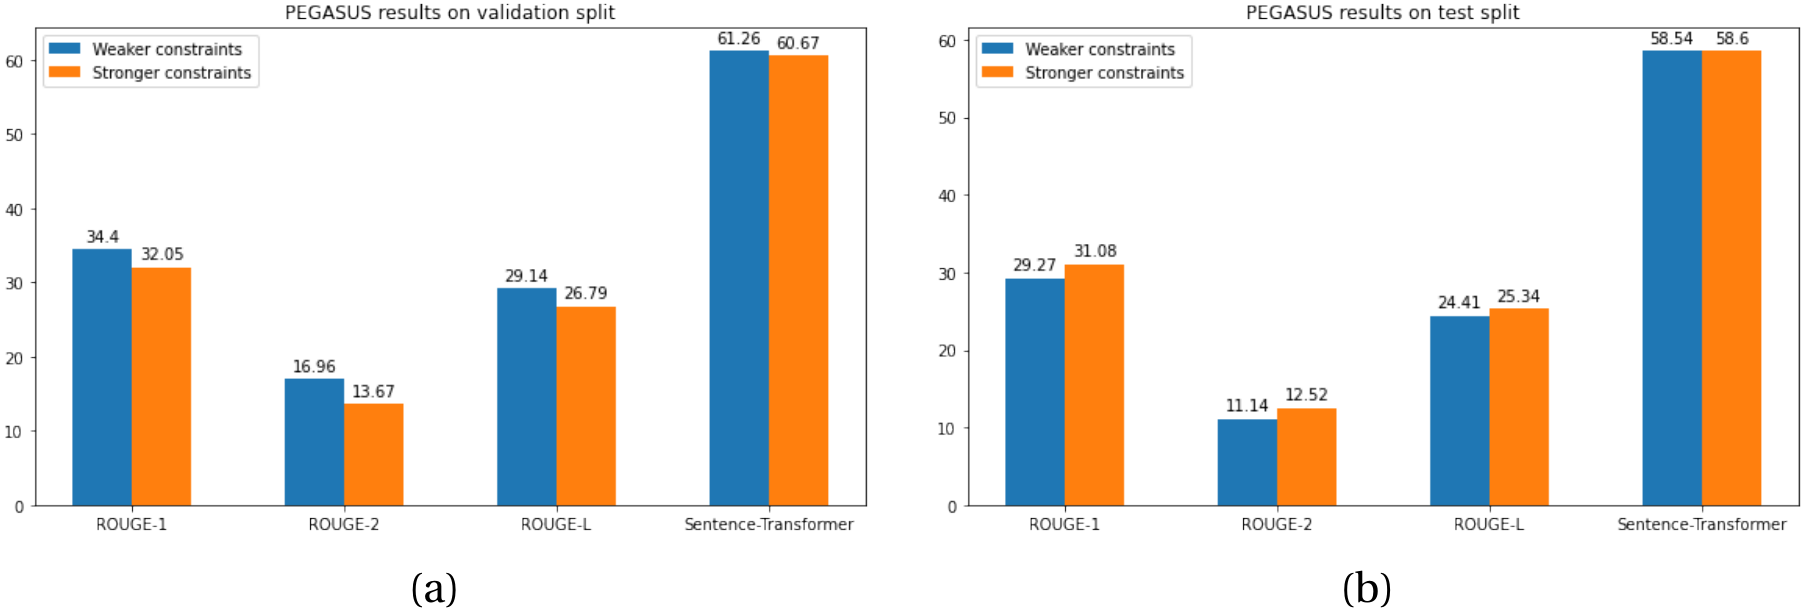 PEGASUS results on validation split
Weaker constraints
Stronger constraints
61.26
60.67
34.4
32.05
29.14
26.79
16.96
13.67
60
50
40
30
20
10
0
ROUGE-1
ROUGE-2
ROUGE-L
Sentence-Transformer
(a)
PEGASUS results on test split
Weaker constraints
Stronger constraints
58.54
58.6
29.27
31.08
24.41
25.34
11.14
12.52
60
50
40
30
20
10
0
ROUGE-1
ROUGE-2
ROUGE-L
Sentence-Transformer
(b)